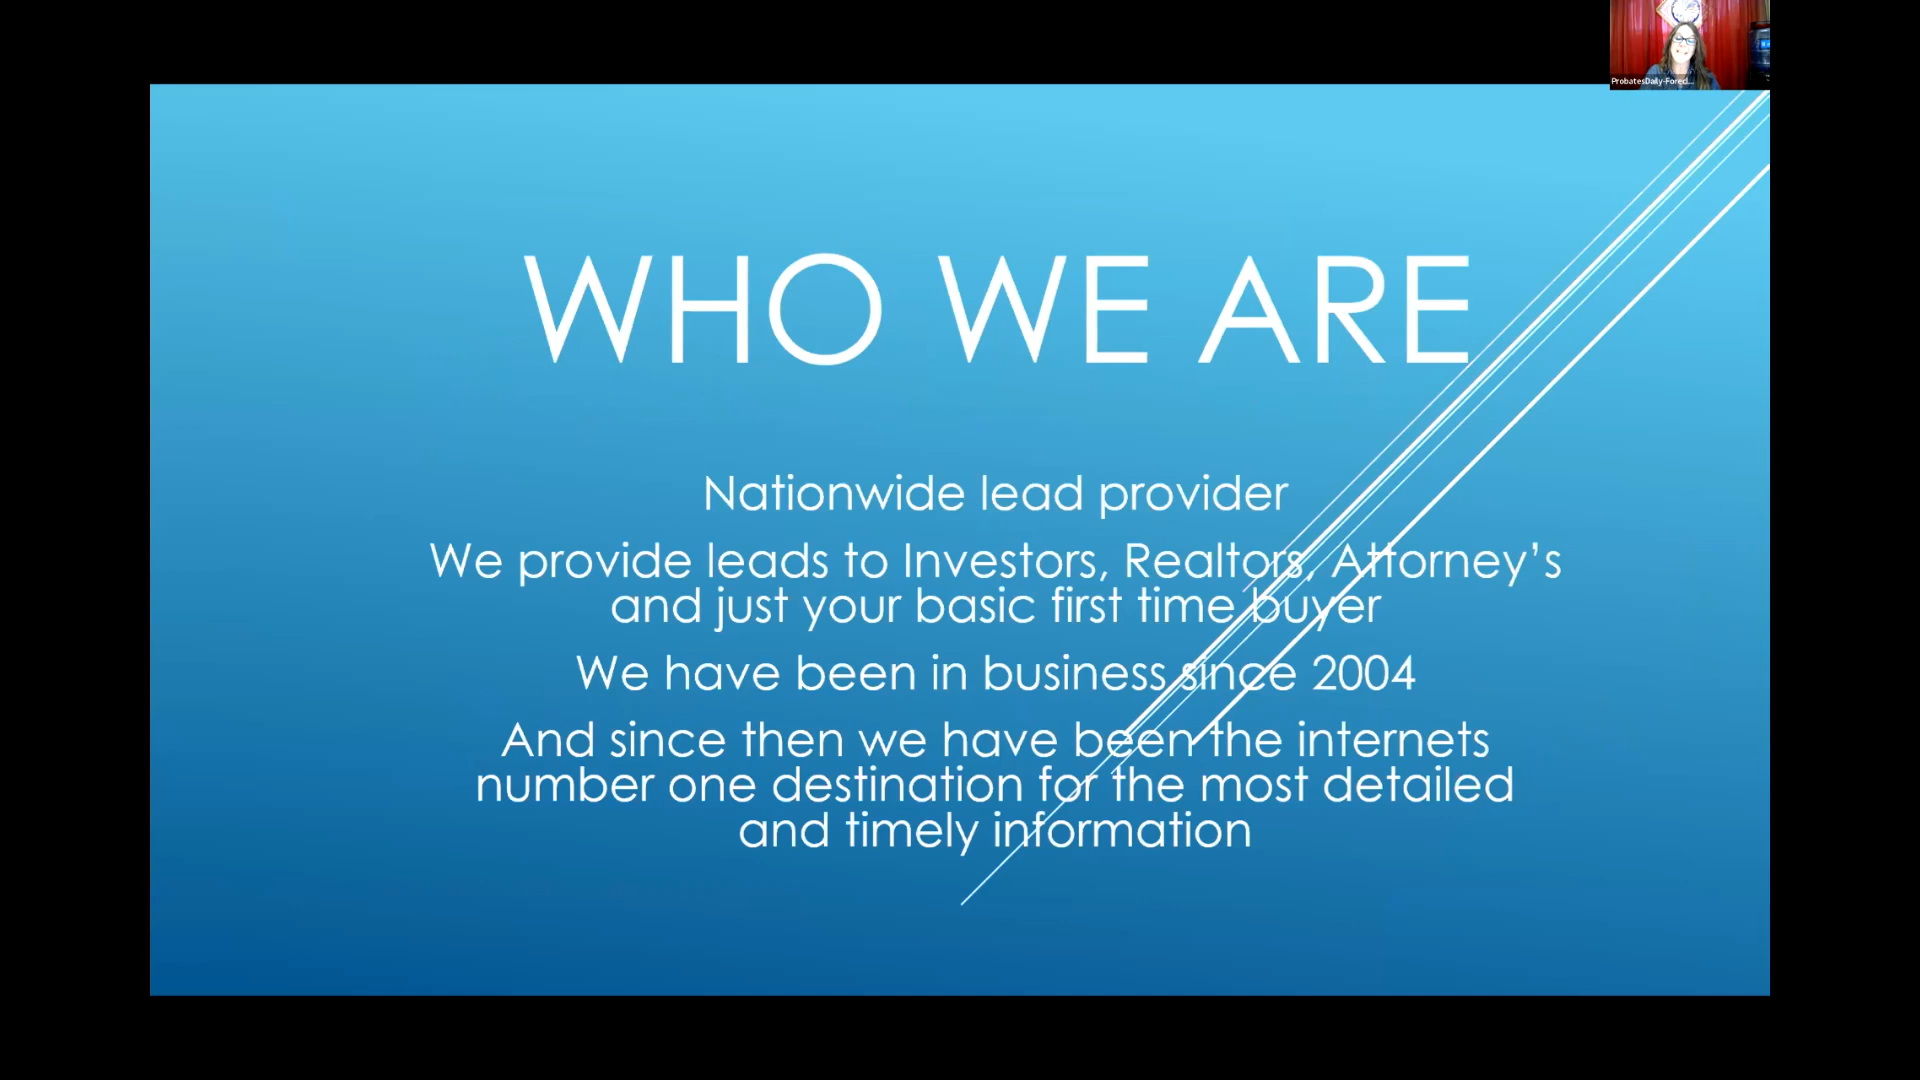 ProbatesDaily-Forecl...
WHO WE ARE
Nationwide lead provider
We provide leads to Investors, Realtors, Attorney’s
and just your basic first time buyer
We have been in business since 2004
And since then we have been the internets
number one destination for the most detailed
and timely information